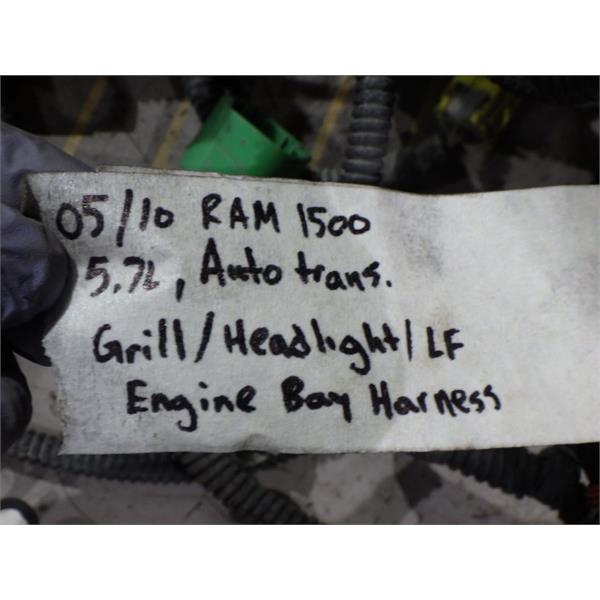 05/10 RAM 1500
5.7L, Auto trans.
Grill/Headlight/LF
Engine Bay Harness